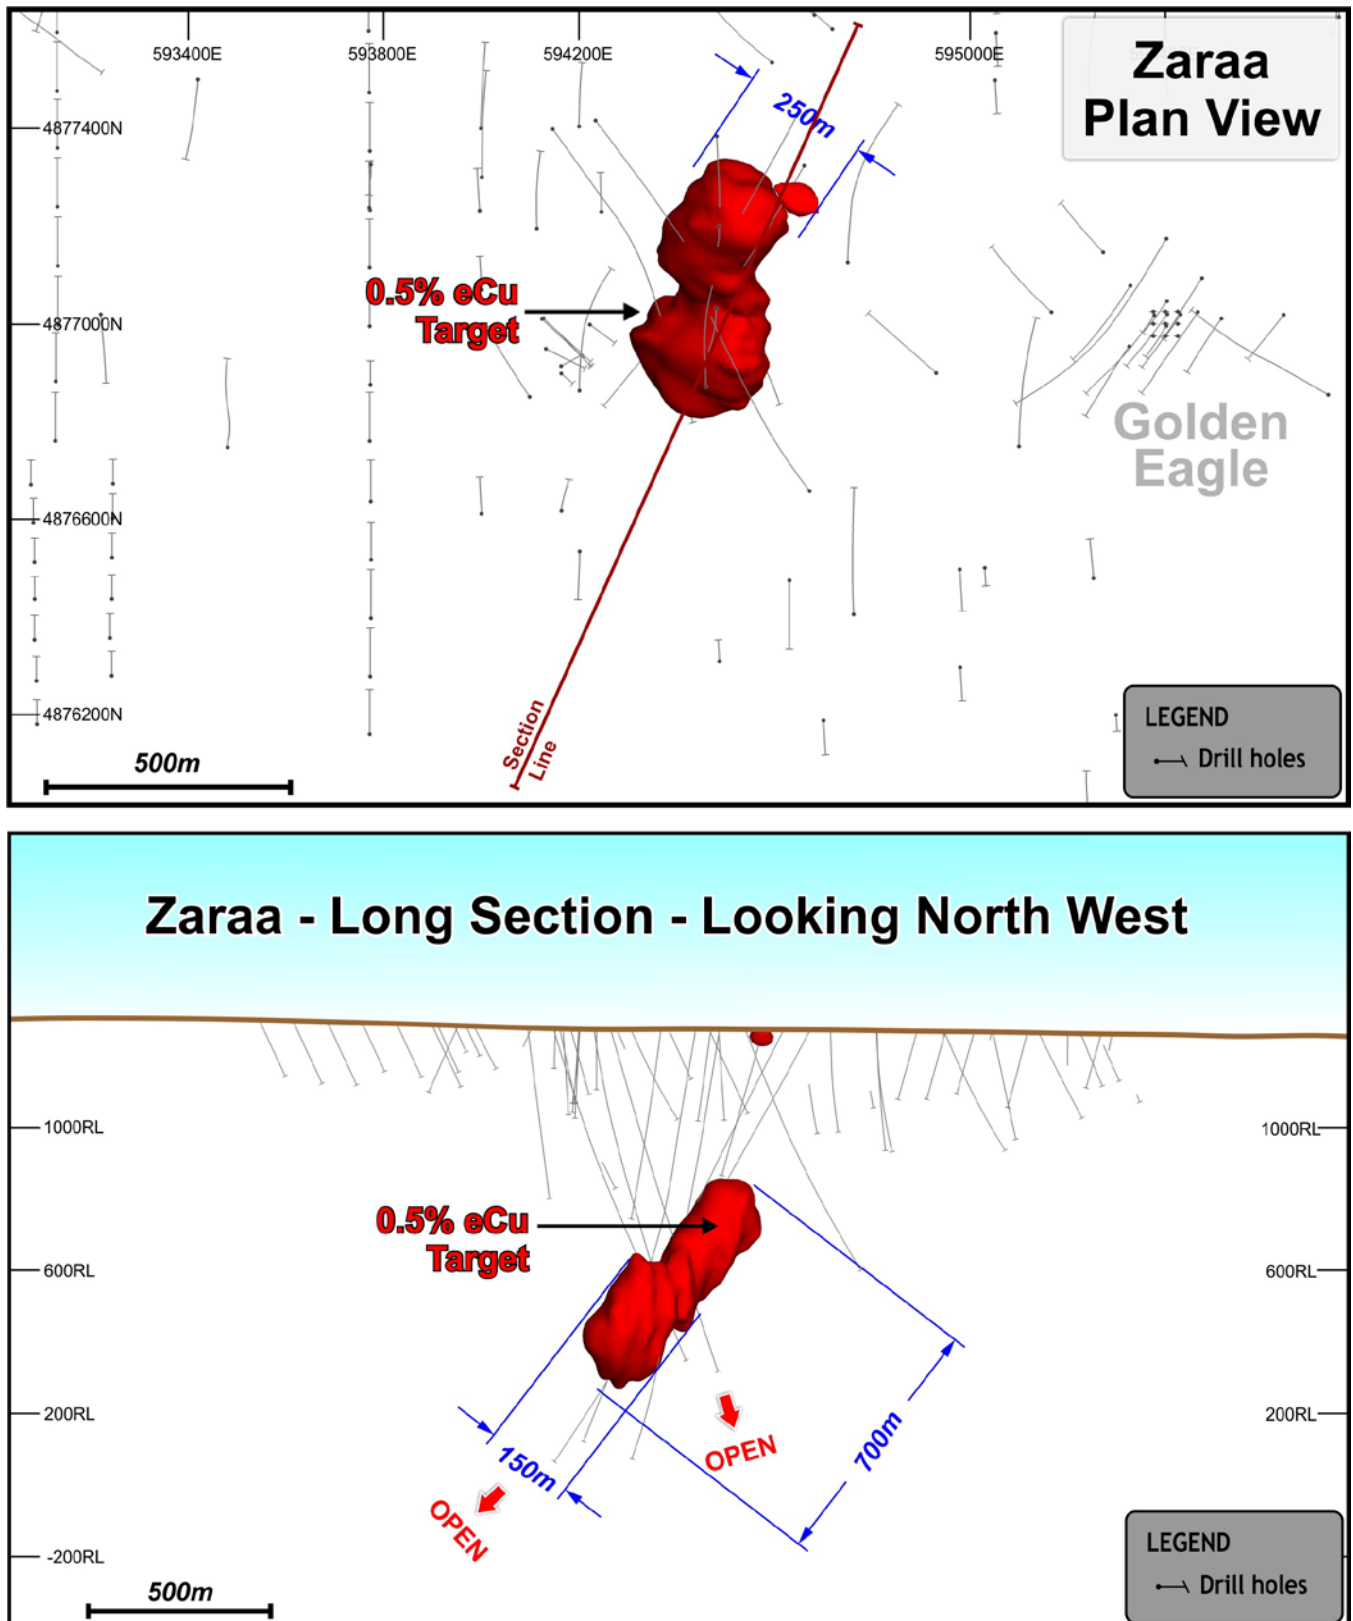 593400E
593800E
594200E
595000E
Zaraa
Plan View
4877400N
250m
0.5% eCu
Target
4877000N
Golden
Eagle
4876600N
4876200N
Section
Line
500m
LEGEND
Drill holes
Zaraa - Long Section - Looking North West
1000RL
1000RL
0.5% eCu
Target
600RL
600RL
200RL
200RL
OPEN
700m
150m
OPEN
-200RL
500m
LEGEND
Drill holes